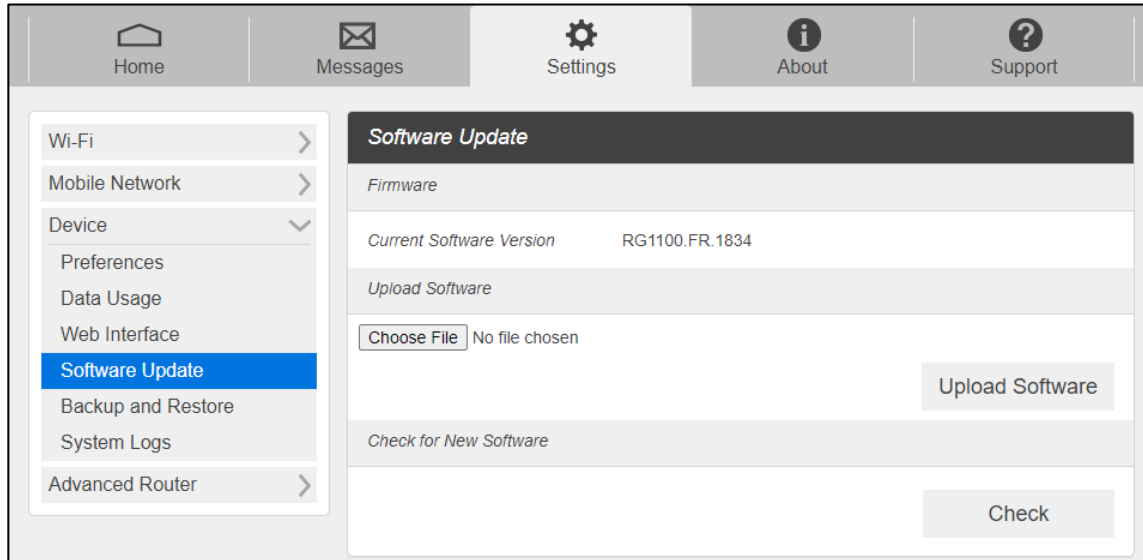 Home
Messages
Settings
About
Support
Wi-Fi
Mobile Network
Device
Preferences
Data Usage
Web Interface
Software Update
Backup and Restore
System Logs
Advanced Router
Software Update
Firmware
Current Software Version RG1100.FR.1834
Upload Software
Choose File No file chosen
Upload Software
Check for New Software
Check